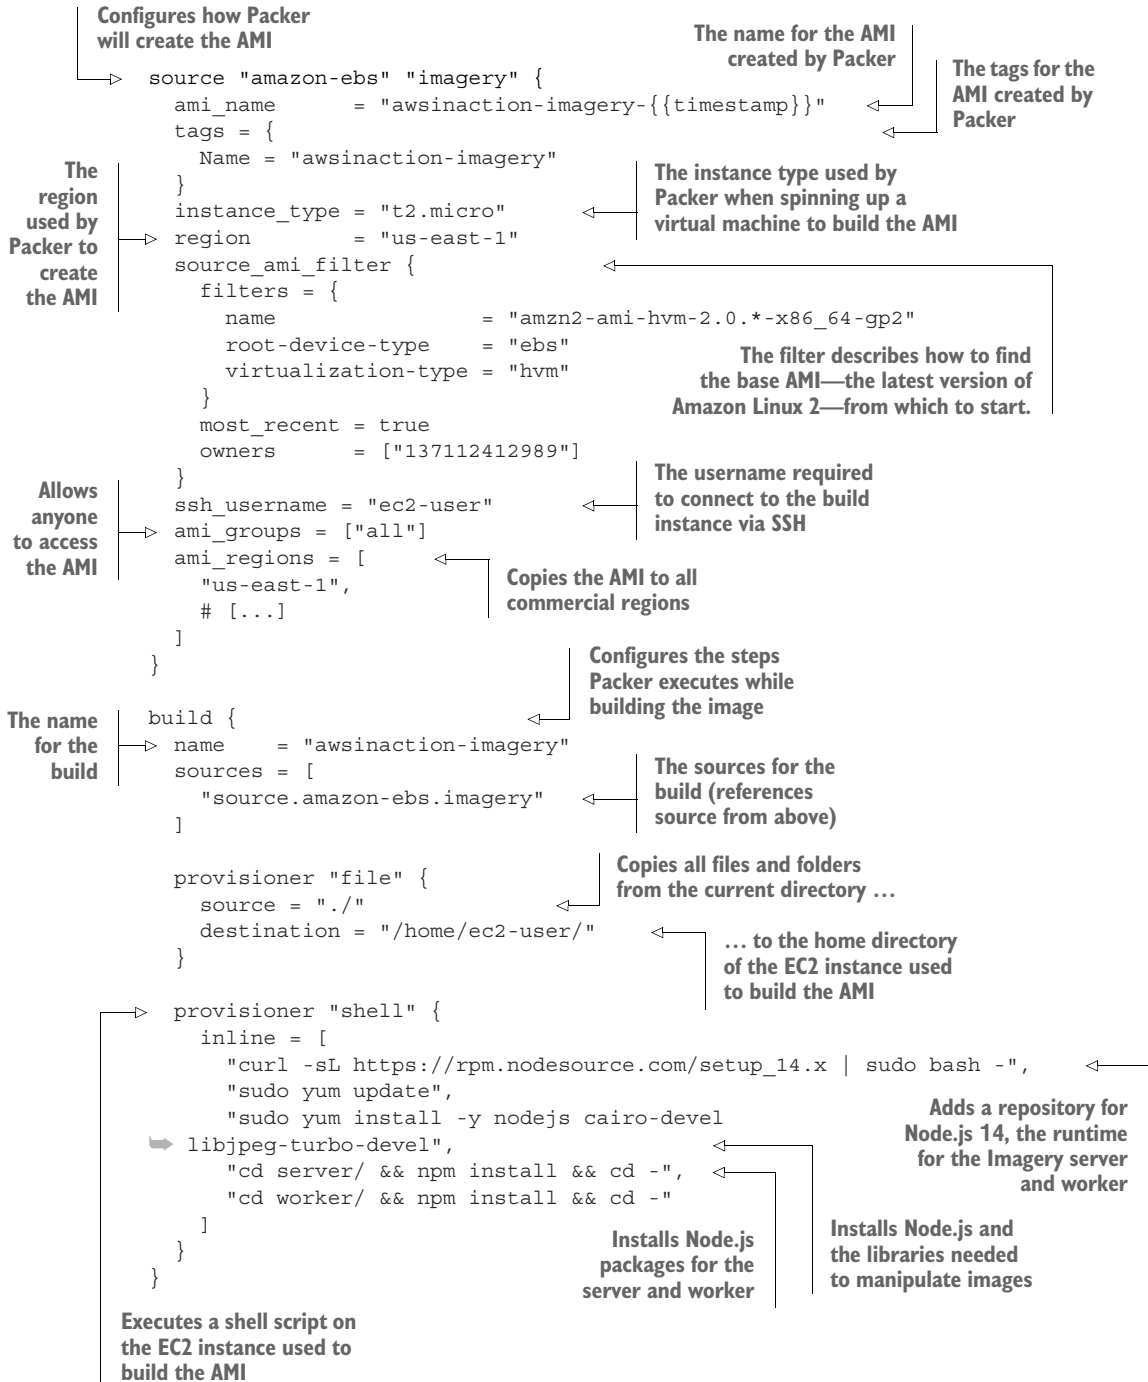 Configures how Packer
will create the AMI
The name for the AMI
created by Packer
The tags for the
AMI created by
Packer
source "amazon-ebs" "imagery" {
  ami_name      = "awsinaction-imagery-{{timestamp}}"
  tags = {
    Name = "awsinaction-imagery"
  }
The
region
used by
Packer to
create
the AMI
The instance type used by
Packer when spinning up a
virtual machine to build the AMI
  instance_type = "t2.micro"
  region        = "us-east-1"
  source_ami_filter {
    filters = {
      name                = "amzn2-ami-hvm-2.0.*-x86_64-gp2"
      root-device-type    = "ebs"
      virtualization-type = "hvm"
    }
The filter describes how to find
the base AMI—the latest version of
Amazon Linux 2—from which to start.
    most_recent = true
    owners      = ["137112412989"]
  }
Allows
anyone
to access
the AMI
The username required
to connect to the build
instance via SSH
  ssh_username = "ec2-user"
  ami_groups = ["all"]
  ami_regions = [
    "us-east-1",
    # [...]
  ]
}
Copies the AMI to all
commercial regions
Configures the steps
Packer executes while
building the image
The name
for the
build
build {
  name    = "awsinaction-imagery"
  sources = [
    "source.amazon-ebs.imagery"
  ]
The sources for the
build (references
source from above)
Copies all files and folders
from the current directory …
  provisioner "file" {
    source = "./"
    destination = "/home/ec2-user/"
  }
… to the home directory
of the EC2 instance used
to build the AMI
  provisioner "shell" {
    inline = [
      "curl -sL https://rpm.nodesource.com/setup_14.x | sudo bash -",
      "sudo yum update",
      "sudo yum install -y nodejs cairo-devel
➥ libjpeg-turbo-devel",
      "cd server/ && npm install && cd -",
      "cd worker/ && npm install && cd -"
    ]
  }
}
Adds a repository for
Node.js 14, the runtime
for the Imagery server
and worker
Installs Node.js
packages for the
server and worker
Installs Node.js and
the libraries needed
to manipulate images
Executes a shell script on
the EC2 instance used to
build the AMI